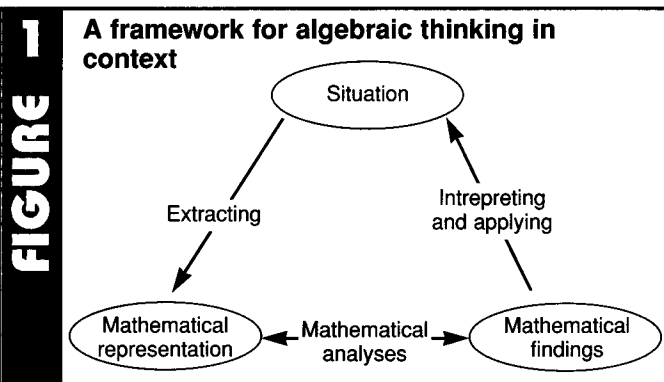 FIGURE 1
A framework for algebraic thinking in
context
Situation
Extracting
Intrepreting
and applying
Mathematical
representation
Mathematical
analyses
Mathematical
findings